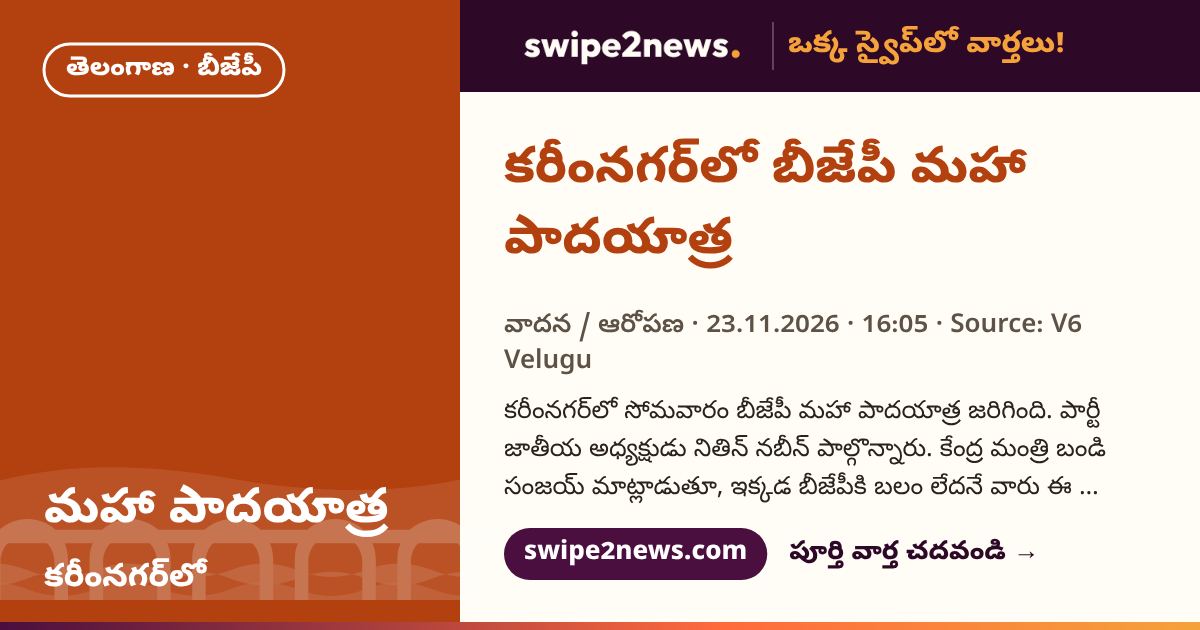 తెలంగాణ · బీజేపీ
మహా పాదయాత్ర
కరీంనగర్‌లో
swipe2news.
ఒక్క స్వైప్‌లో వార్తలు!
కరీంనగర్‌లో బీజేపీ మహా
పాదయాత్ర
వాదన / ఆరోపణ · 23.11.2026 · 16:05 · Source: V6
Velugu
కరీంనగర్‌లో సోమవారం బీజేపీ మహా పాదయాత్ర జరిగింది. పార్టీ
జాతీయ అధ్యక్షుడు నితిన్ నబీన్ పాల్గొన్నారు. కేంద్ర మంత్రి బండి
సంజయ్ మాట్లాడుతూ, ఇక్కడ బీజేపీకి బలం లేదనే వారు ఈ ...
swipe2news.com
పూర్తి వార్త చదవండి →